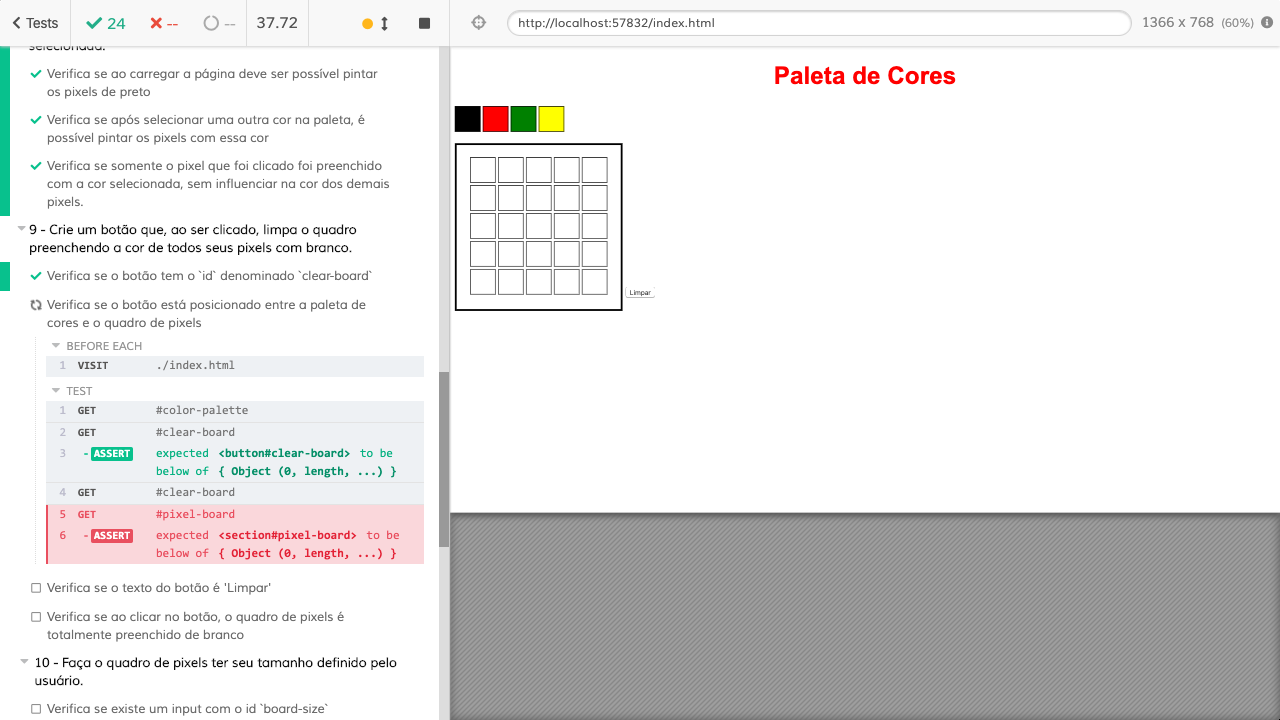 Tests 24 -- -- 37.72
http://localhost:57832/index.html 1366 x 768 (60%)
selecionada.
Verifica se ao carregar a página deve ser possível pintar
os pixels de preto
Verifica se após selecionar uma outra cor na paleta, é
possível pintar os pixels com essa cor
Verifica se somente o pixel que foi clicado foi preenchido
com a cor selecionada, sem influenciar na cor dos demais
pixels.
9 - Crie um botão que, ao ser clicado, limpa o quadro
preenchendo a cor de todos seus pixels com branco.
Verifica se o botão tem o `id` denominado `clear-board`
Verifica se o botão está posicionado entre a paleta de
cores e o quadro de pixels
BEFORE EACH
1 VISIT ./index.html
TEST
1 GET #color-palette
2 GET #clear-board
3 - ASSERT expected <button#clear-board> to be
below of { Object (0, length, ...) }
4 GET #clear-board
5 GET #pixel-board
6 - ASSERT expected <section#pixel-board> to be
below of { Object (0, length, ...) }
Verifica se o texto do botão é 'Limpar'
Verifica se ao clicar no botão, o quadro de pixels é
totalmente preenchido de branco
10 - Faça o quadro de pixels ter seu tamanho definido pelo
usuário.
Verifica se existe um input com o id `board-size`
Paleta de Cores
Limpar